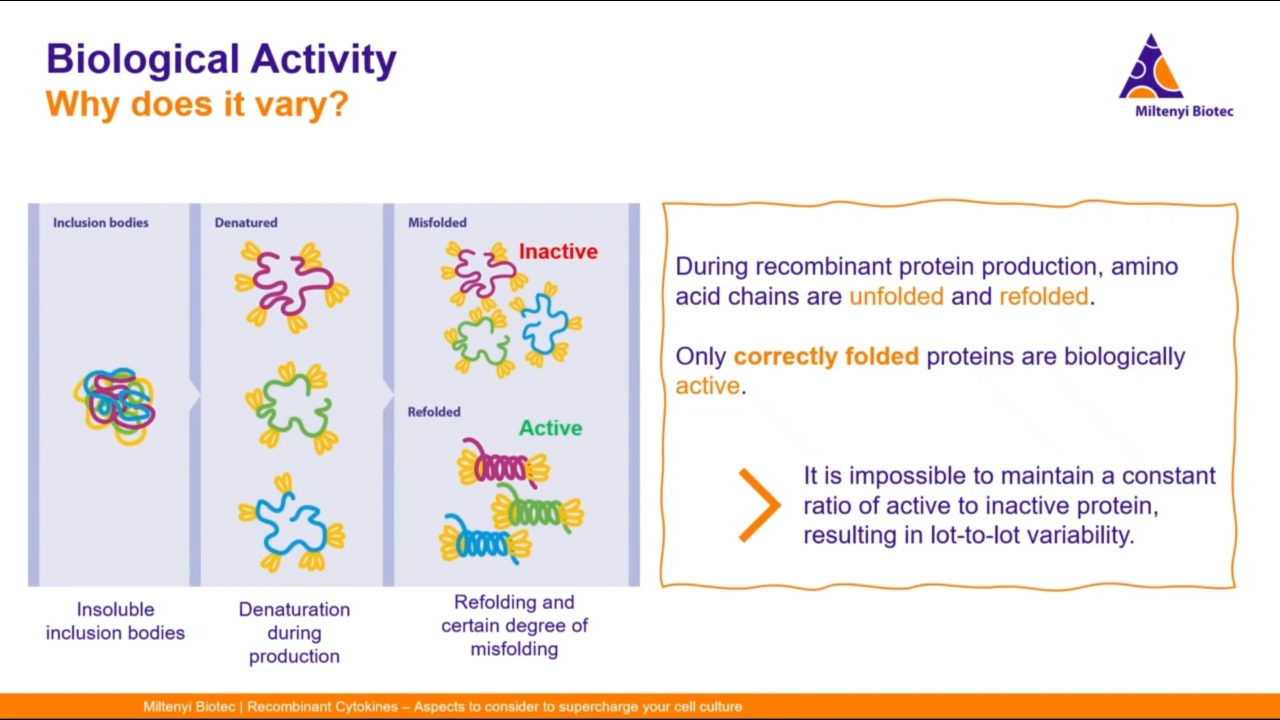 Biological Activity
Why does it vary?
Miltenyi Biotec
Inclusion bodies
Denatured
Misfolded
Inactive
Refolded
Active
Insoluble
inclusion bodies
Denaturation
during
production
Refolding and
certain degree of
misfolding
During recombinant protein production, amino
acid chains are unfolded and refolded.
Only correctly folded proteins are biologically
active.
It is impossible to maintain a constant
ratio of active to inactive protein,
resulting in lot-to-lot variability.
Miltenyi Biotec | Recombinant Cytokines – Aspects to consider to supercharge your cell culture